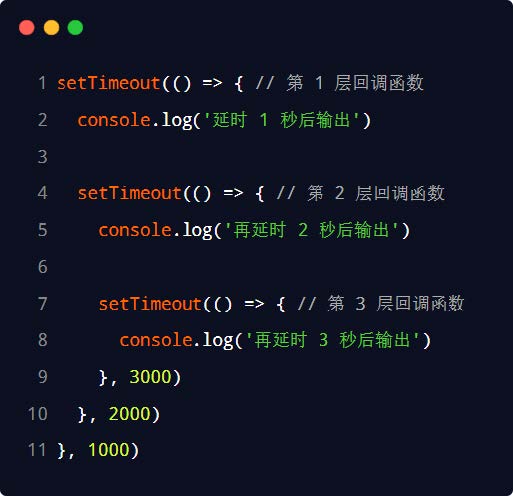 1 setTimeout(() => { // 第 1 层回调函数
2   console.log('延时 1 秒后输出')
3
4   setTimeout(() => { // 第 2 层回调函数
5     console.log('再延时 2 秒后输出')
6
7     setTimeout(() => { // 第 3 层回调函数
8       console.log('再延时 3 秒后输出')
9     }, 3000)
10   }, 2000)
11 }, 1000)